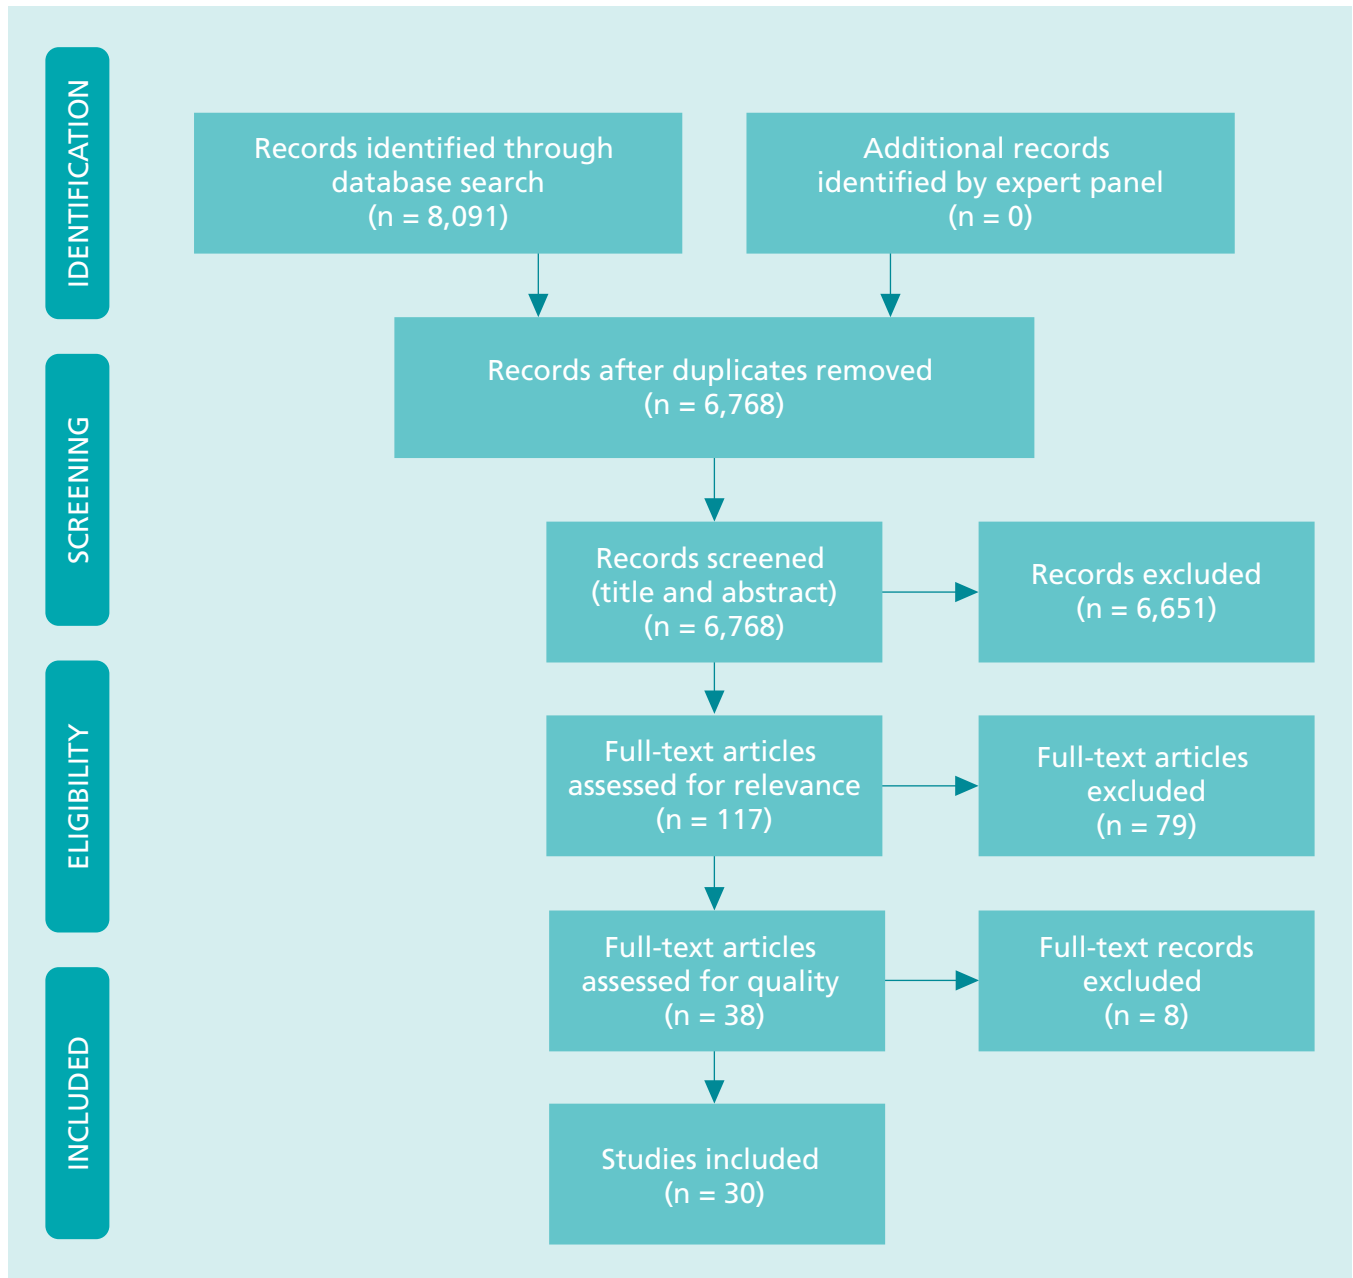 IDENTIFICATION
Records identified through
database search
(n = 8,091)
Additional records
identified by expert panel
(n = 0)
SCREENING
Records after duplicates removed
(n = 6,768)
Records screened
(title and abstract)
(n = 6,768)
Records excluded
(n = 6,651)
ELIGIBILITY
Full-text articles
assessed for relevance
(n = 117)
Full-text articles
excluded
(n = 79)
Full-text articles
assessed for quality
(n = 38)
Full-text records
excluded
(n = 8)
INCLUDED
Studies included
(n = 30)